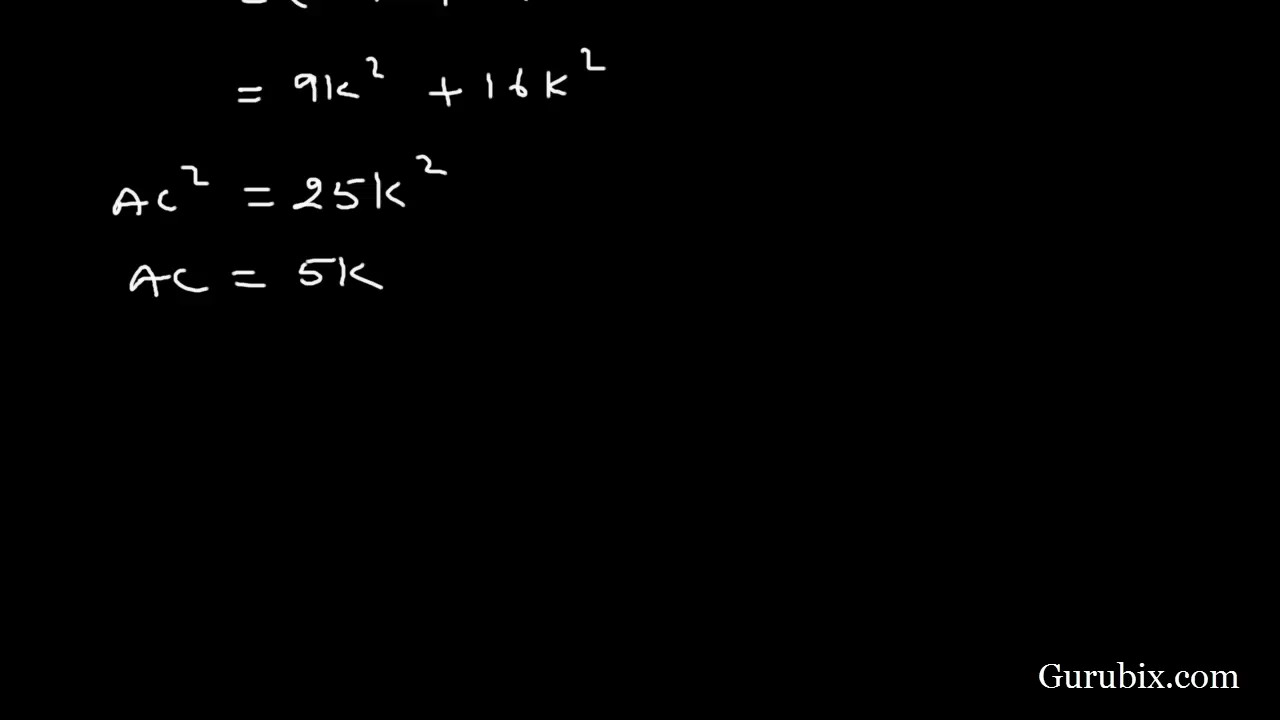 = 9k² + 16k²
AC² = 25k²
AC = 5k
Gurubix.com